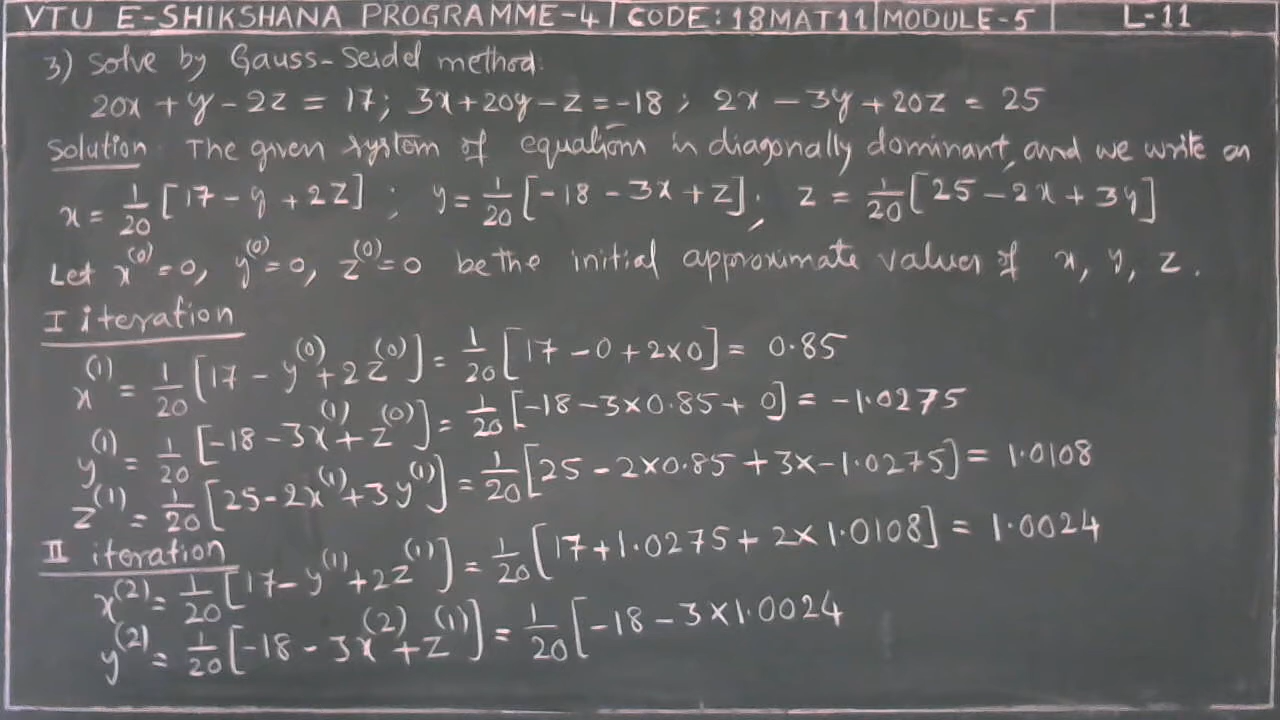 VTU E-SHIKSHANA PROGRAMME-4 | CODE: 18MAT11 | MODULE-5 | L-11
3) Solve by Gauss-Seidel method.
20x + y - 2z = 17; 3x + 20y - z = -18; 2x - 3y + 20z = 25
Solution: The given system of equations is diagonally dominant, and we write as
x = 1/20 [17 - y + 2z]; y = 1/20 [-18 - 3x + z]; z = 1/20 [25 - 2x + 3y]
Let x^(0) = 0, y^(0) = 0, z^(0) = 0 be the initial approximate values of x, y, z.
I iteration
x^(1) = 1/20 [17 - y^(0) + 2z^(0)] = 1/20 [17 - 0 + 2×0] = 0.85
y^(1) = 1/20 [-18 - 3x^(1) + z^(0)] = 1/20 [-18 - 3×0.85 + 0] = -1.0275
z^(1) = 1/20 [25 - 2x^(1) + 3y^(1)] = 1/20 [25 - 2×0.85 + 3×-1.0275] = 1.0108
II iteration
x^(2) = 1/20 [17 - y^(1) + 2z^(1)] = 1/20 [17 + 1.0275 + 2×1.0108] = 1.0024
y^(2) = 1/20 [-18 - 3x^(2) + z^(1)] = 1/20 [-18 - 3×1.0024